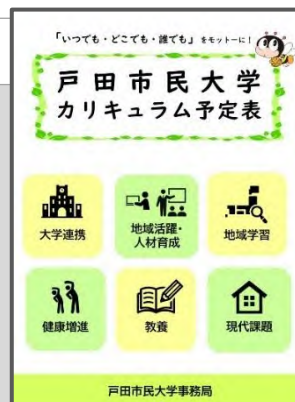 「いつでも・どこでも・誰でも」をモットーに！
戸田市民大学
カリキュラム予定表
大学連携
地域活躍・
人材育成
地域学習
健康増進
教養
現代課題
戸田市民大学事務局